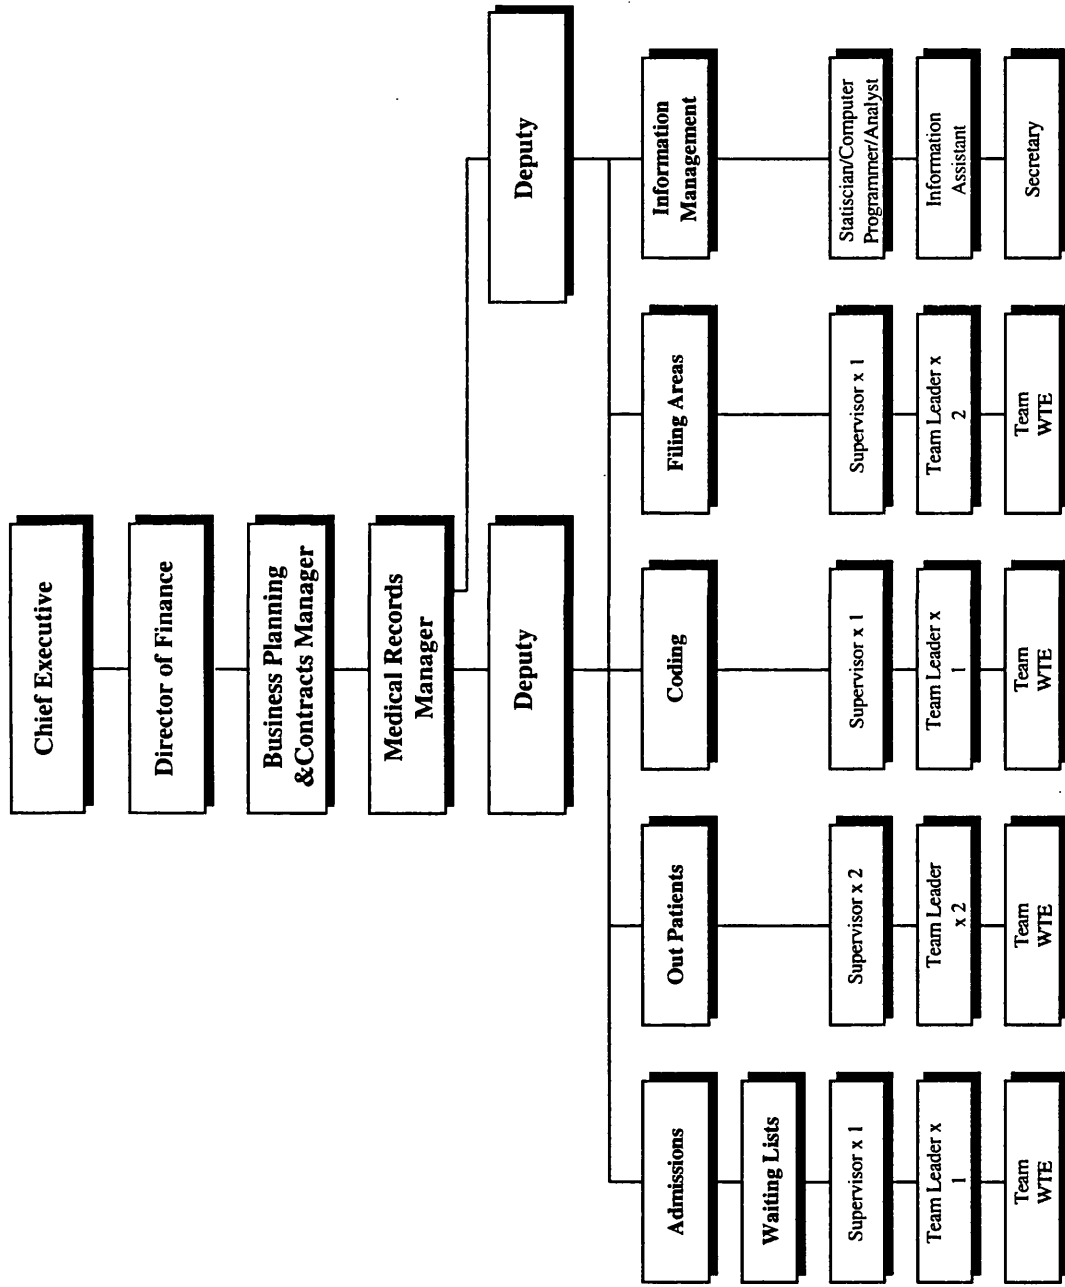 Chief Executive
Director of Finance
Business Planning
&Contracts Manager
Medical Records
Manager
Deputy
Deputy
Admissions
Out Patients
Coding
Filing Areas
Information
Management
Waiting Lists
Supervisor x 1
Supervisor x 2
Supervisor x 1
Supervisor x 1
Statiscian/Computer
Programmer/Analyst
Team Leader x
1
Team Leader
x 2
Team Leader x
1
Team Leader x
2
Information
Assistant
Team
WTE
Team
WTE
Team
WTE
Team
WTE
Secretary